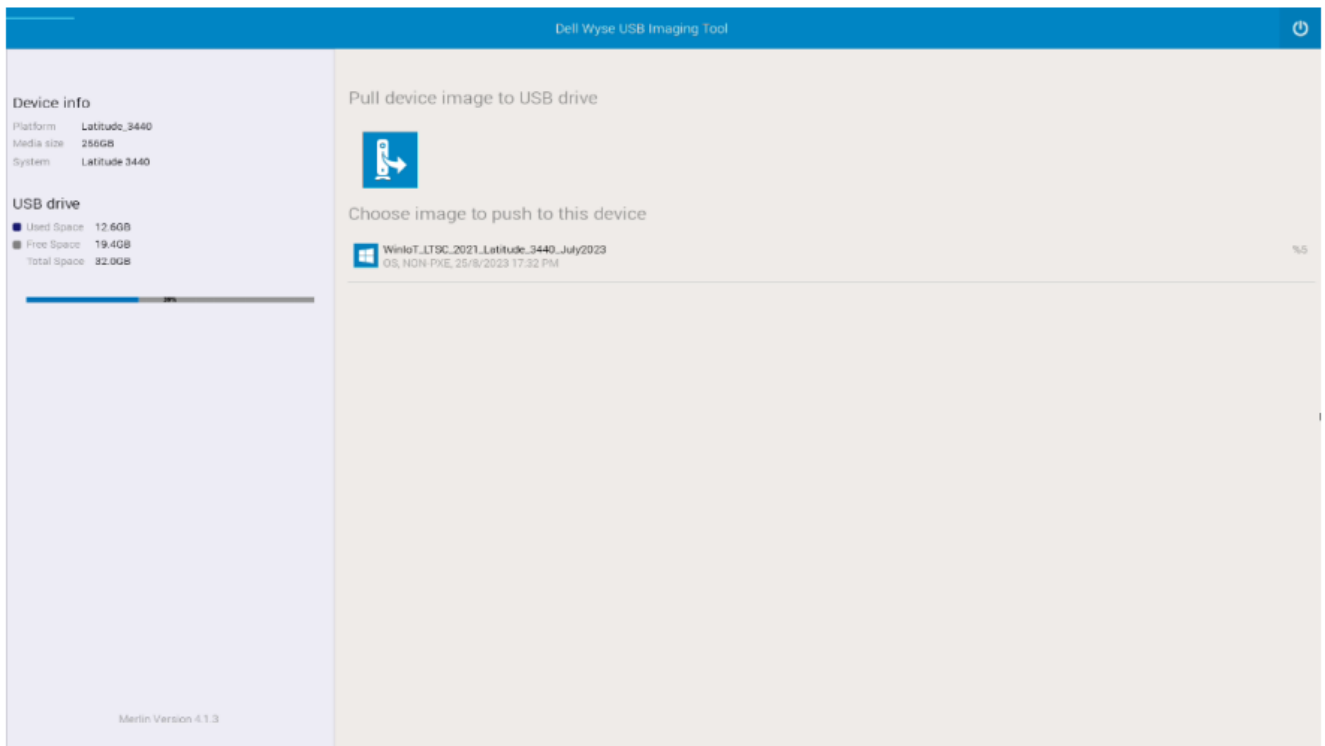 Dell Wyse USB Imaging Tool
Device info
Platform Latitude_3440
Media size 256GB
System Latitude 3440
USB drive
Used Space 12.6GB
Free Space 19.4GB
Total Space 32.0GB
39%
Merlin Version 4.1.3
Pull device image to USB drive
Choose image to push to this device
WinIoT_LTSC_2021_Latitude_3440_July2023
OS, NON-PXE, 25/8/2023 17:32 PM
%5